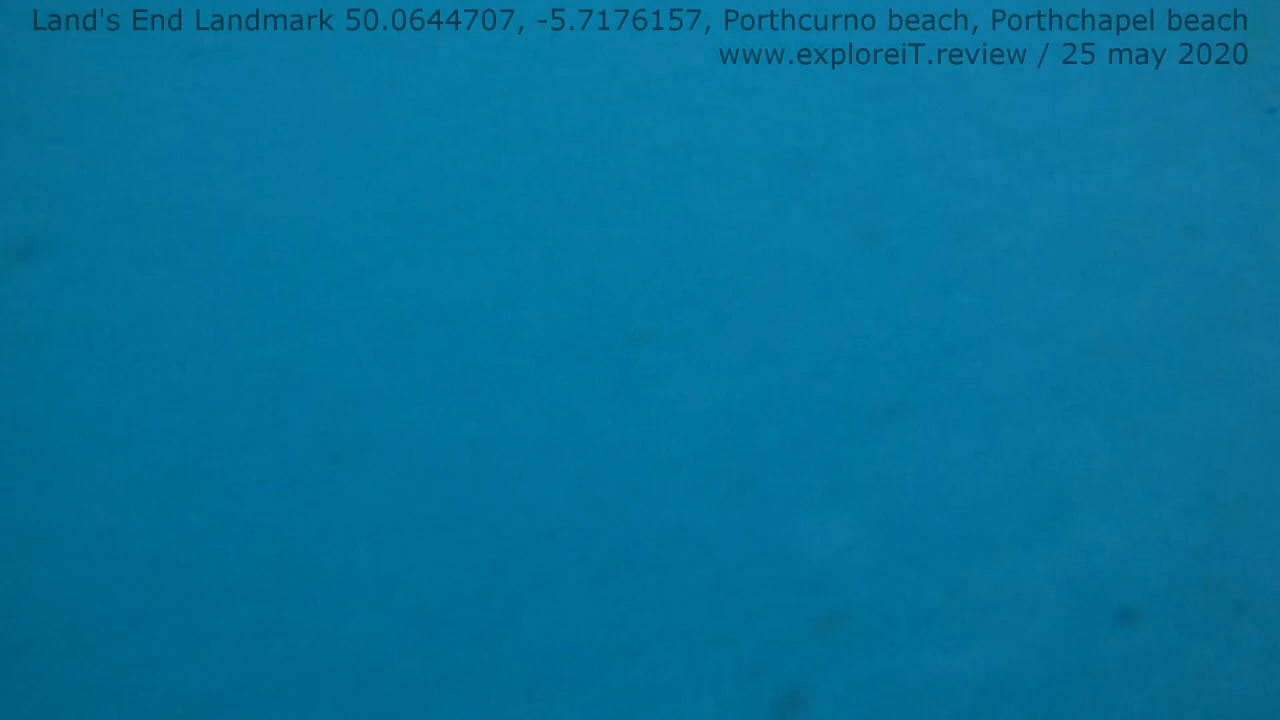 Land's End Landmark 50.0644707, -5.7176157, Porthcurno beach, Porthchapel beach
www.exploreiT.review / 25 may 2020